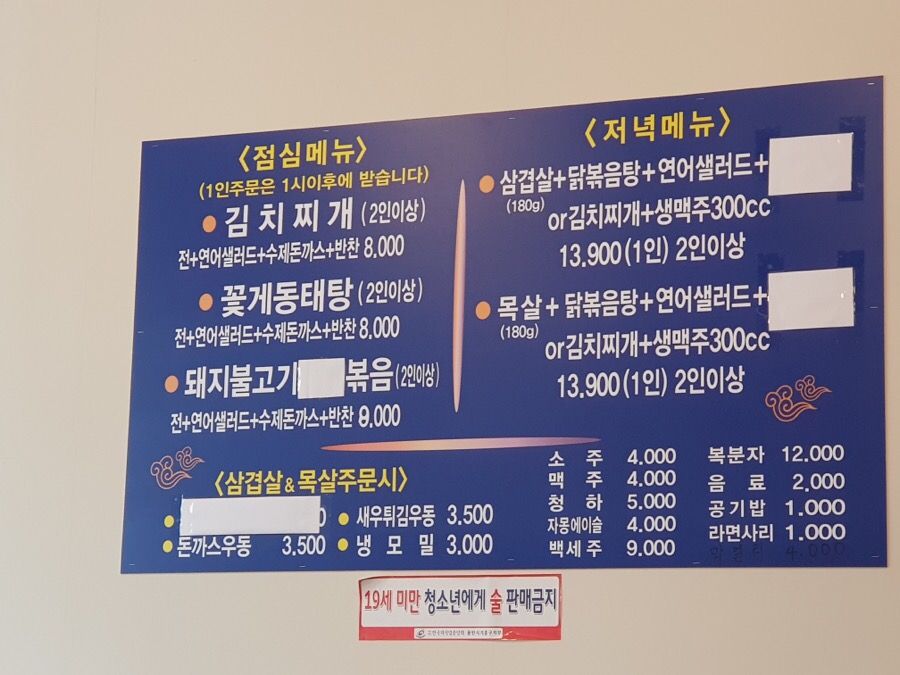 〈점심메뉴〉
(1인주문은 1시이후에 받습니다)
김치찌개 (2인이상)
전+연어샐러드+수제돈까스+반찬 8.000
꽃게동태탕 (2인이상)
전+연어샐러드+수제돈까스+반찬 8.000
돼지불고기 볶음 (2인이상)
전+연어샐러드+수제돈까스+반찬 8.000
〈저녁메뉴〉
삼겹살+닭볶음탕+연어샐러드+
(180g)
or김치찌개+생맥주300cc
13.900 (1인) 2인이상
목살+닭볶음탕+연어샐러드+
(180g)
or김치찌개+생맥주300cc
13.900 (1인) 2인이상
〈삼겹살&목살주문시〉
새우튀김우동 3.500
돈까스우동 3.500
냉모밀 3.000
소주 4.000
맥주 4.000
청하 5.000
자몽에이슬 4.000
백세주 9.000
복분자 12.000
음료 2.000
공기밥 1.000
라면사리 1.000
4.000
19세 미만 청소년에게 술 판매금지